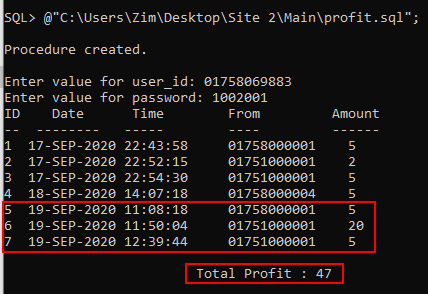 SQL> @"C:\Users\Zim\Desktop\Site 2\Main\profit.sql";
Procedure created.
Enter value for user_id: 01758069883
Enter value for password: 1002001
ID Date Time From Amount
-- -------- ----- ---- ------
1 17-SEP-2020 22:43:58 01758000001 5
2 17-SEP-2020 22:52:15 01751000001 2
3 17-SEP-2020 22:54:30 01751000001 5
4 18-SEP-2020 14:07:18 01758000004 5
5 19-SEP-2020 11:08:18 01758000001 5
6 19-SEP-2020 11:50:04 01751000001 20
7 19-SEP-2020 12:39:44 01751000001 5
Total Profit : 47